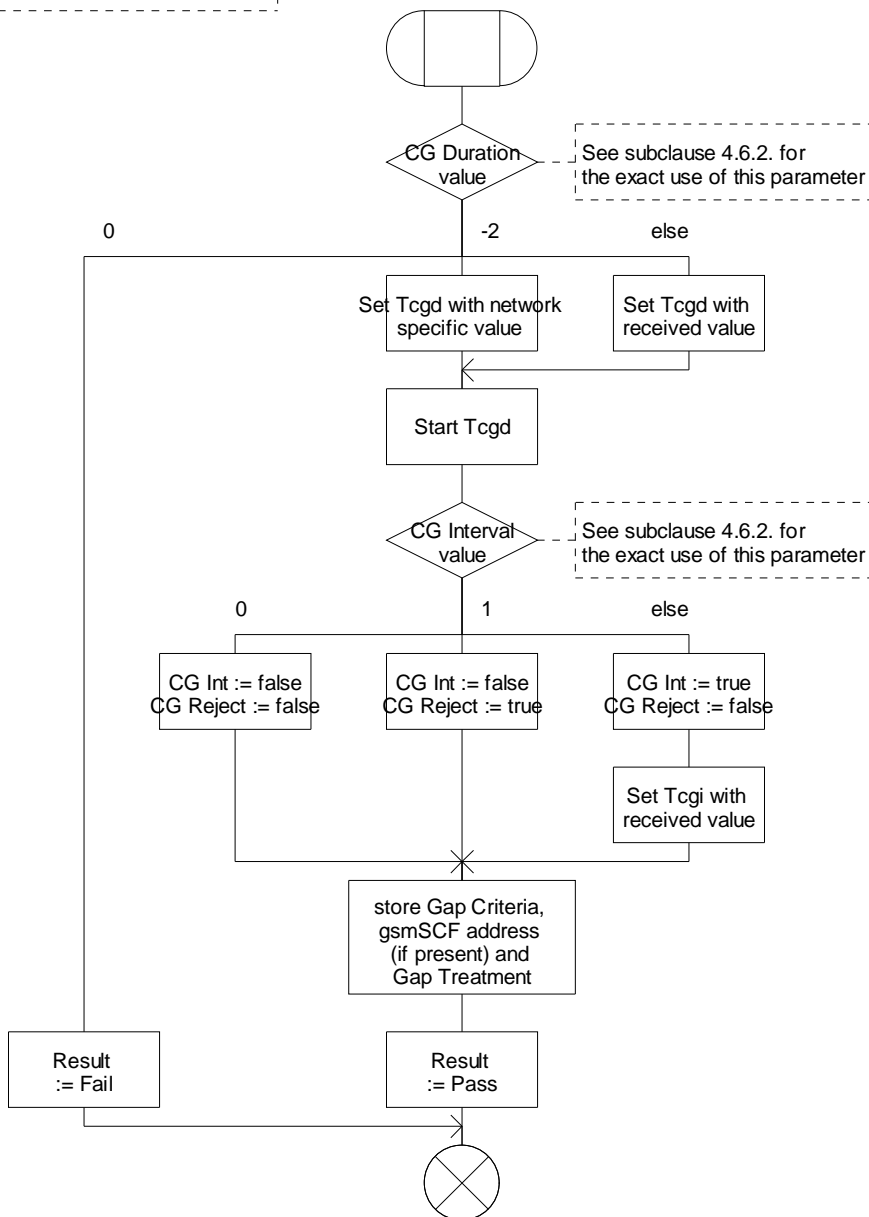 CG Duration
value
See subclause 4.6.2. for
the exact use of this parameter
0
-2
else
Set Tcgd with network
specific value
Set Tcgd with
received value
Start Tcgd
CG Interval
value
See subclause 4.6.2. for
the exact use of this parameter
0
1
else
CG Int := false
CG Reject := false
CG Int := false
CG Reject := true
CG Int := true
CG Reject := false
Set Tcgi with
received value
store Gap Criteria,
gsmSCF address
(if present) and
Gap Treatment
Result
:= Fail
Result
:= Pass